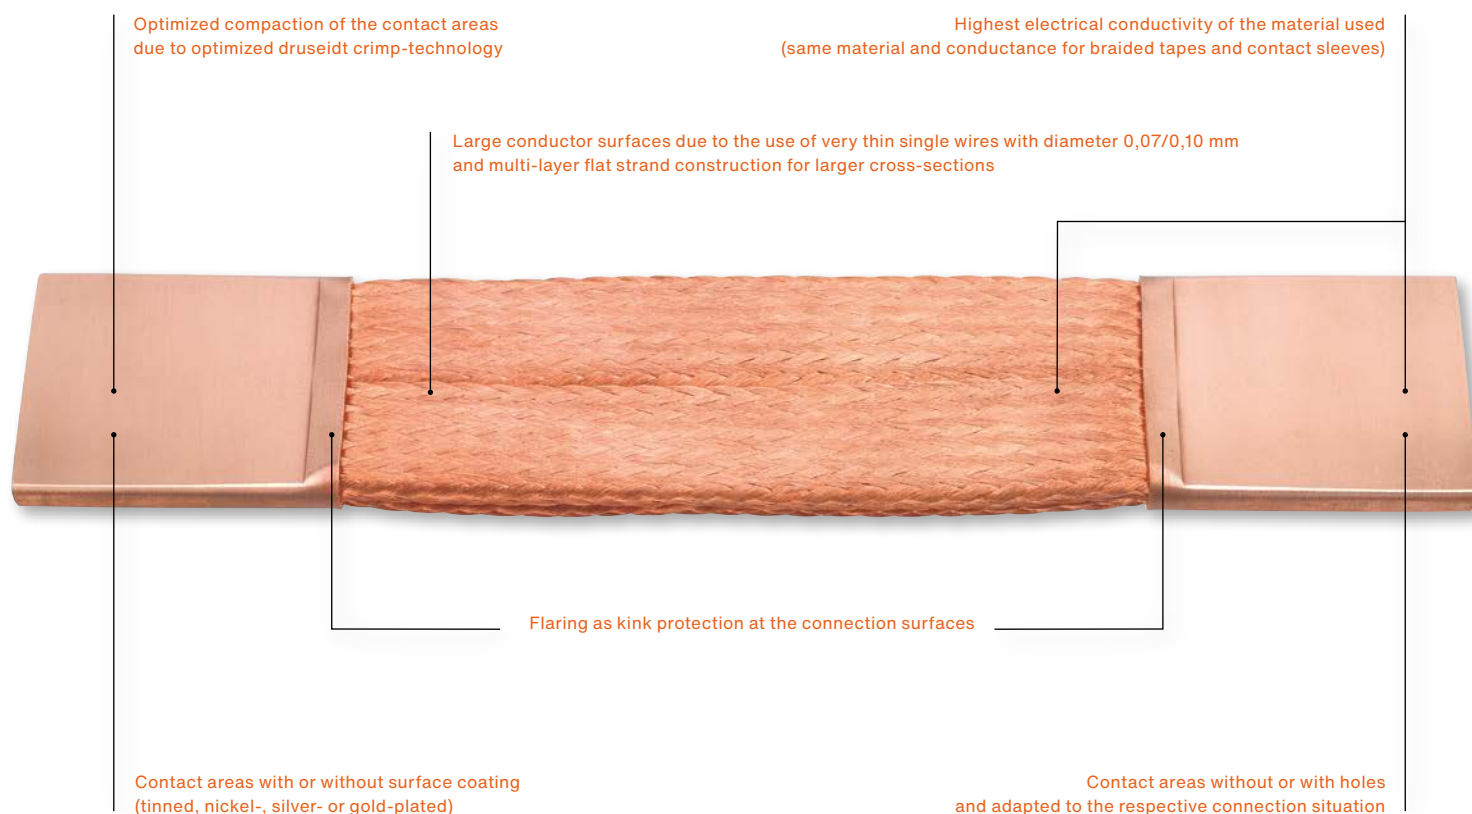 Optimized compaction of the contact areas
due to optimized druseidt crimp-technology
Highest electrical conductivity of the material used
(same material and conductance for braided tapes and contact sleeves)
Large conductor surfaces due to the use of very thin single wires with diameter 0,07/0,10 mm
and multi-layer flat strand construction for larger cross-sections
Flaring as kink protection at the connection surfaces
Contact areas with or without surface coating
(tinned, nickel-, silver- or gold-plated)
Contact areas without or with holes
and adapted to the respective connection situation